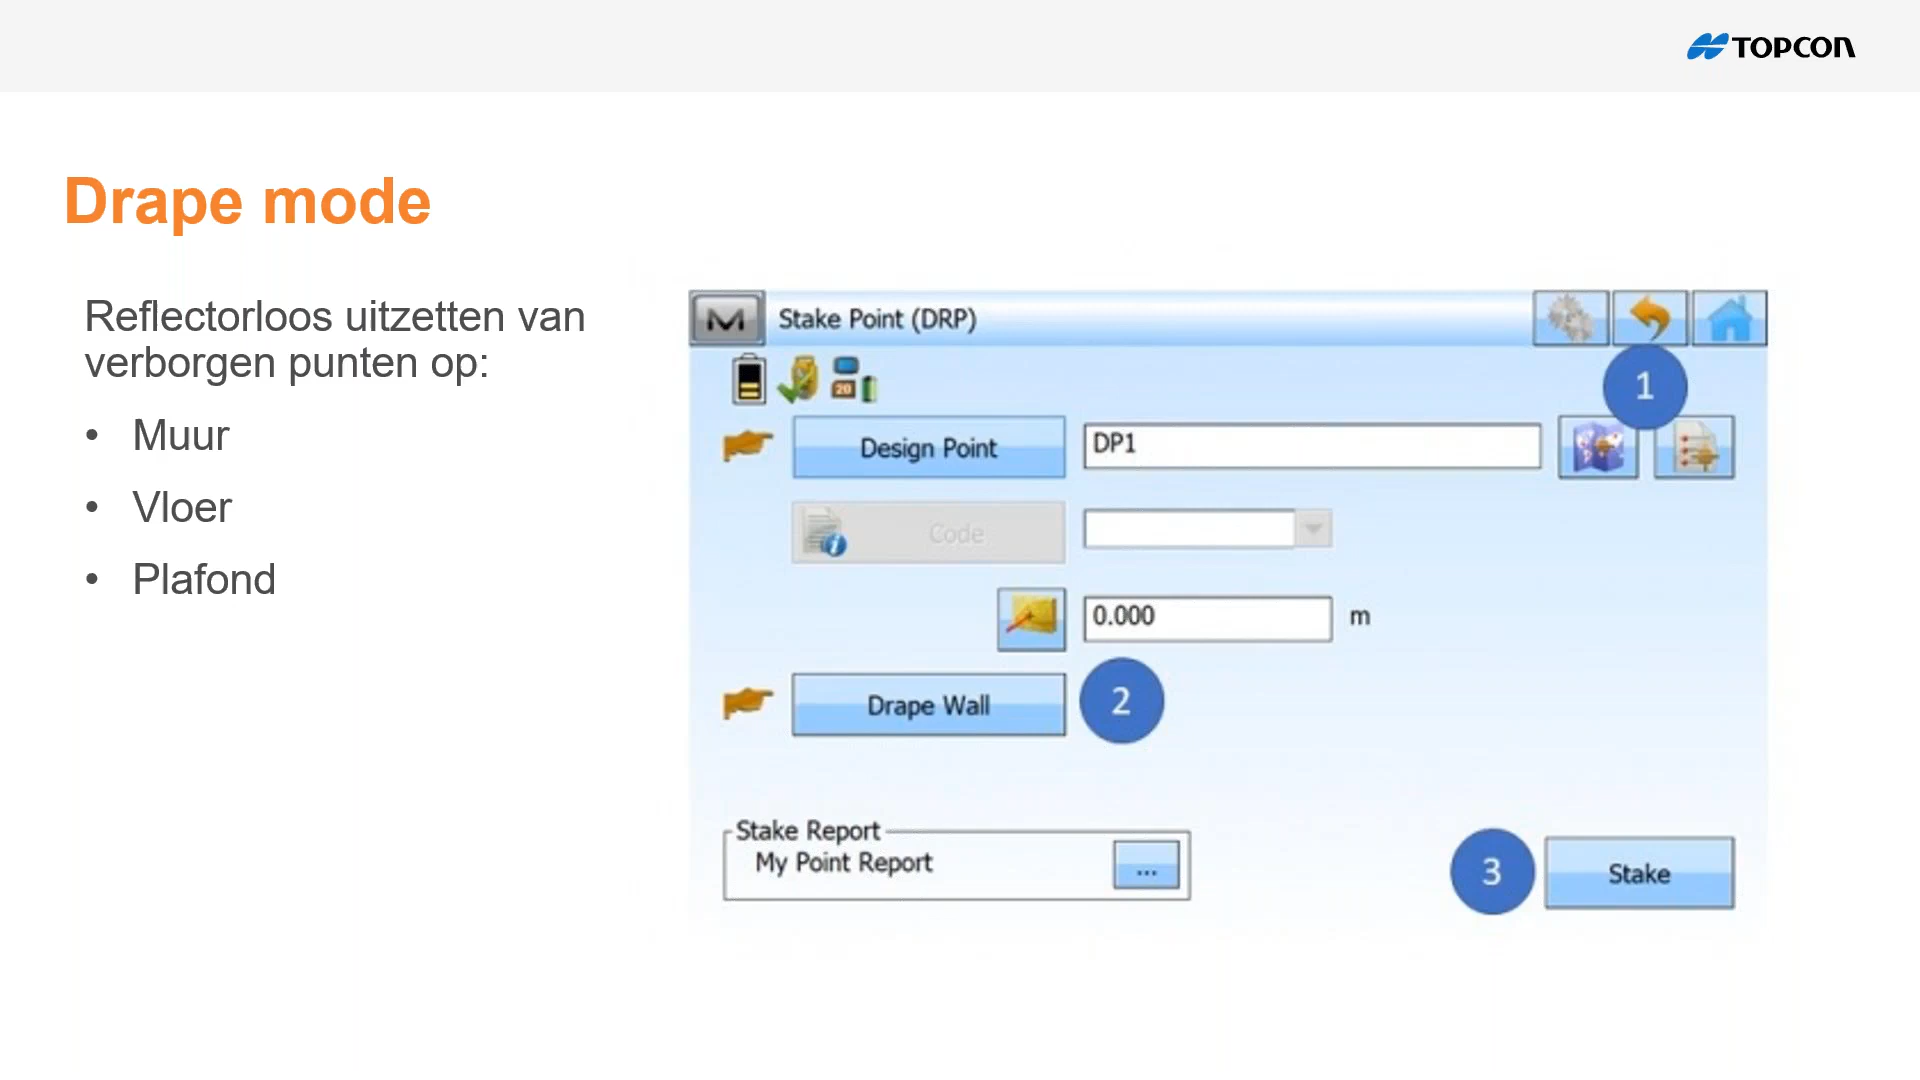 TOPCON
Drape mode
Reflectorloos uitzetten van
verborgen punten op:
• Muur
• Vloer
• Plafond
M
Stake Point (DRP)
20
1
Design Point
DP1
Code
0.000
m
Drape Wall
2
Stake Report
My Point Report
...
3
Stake